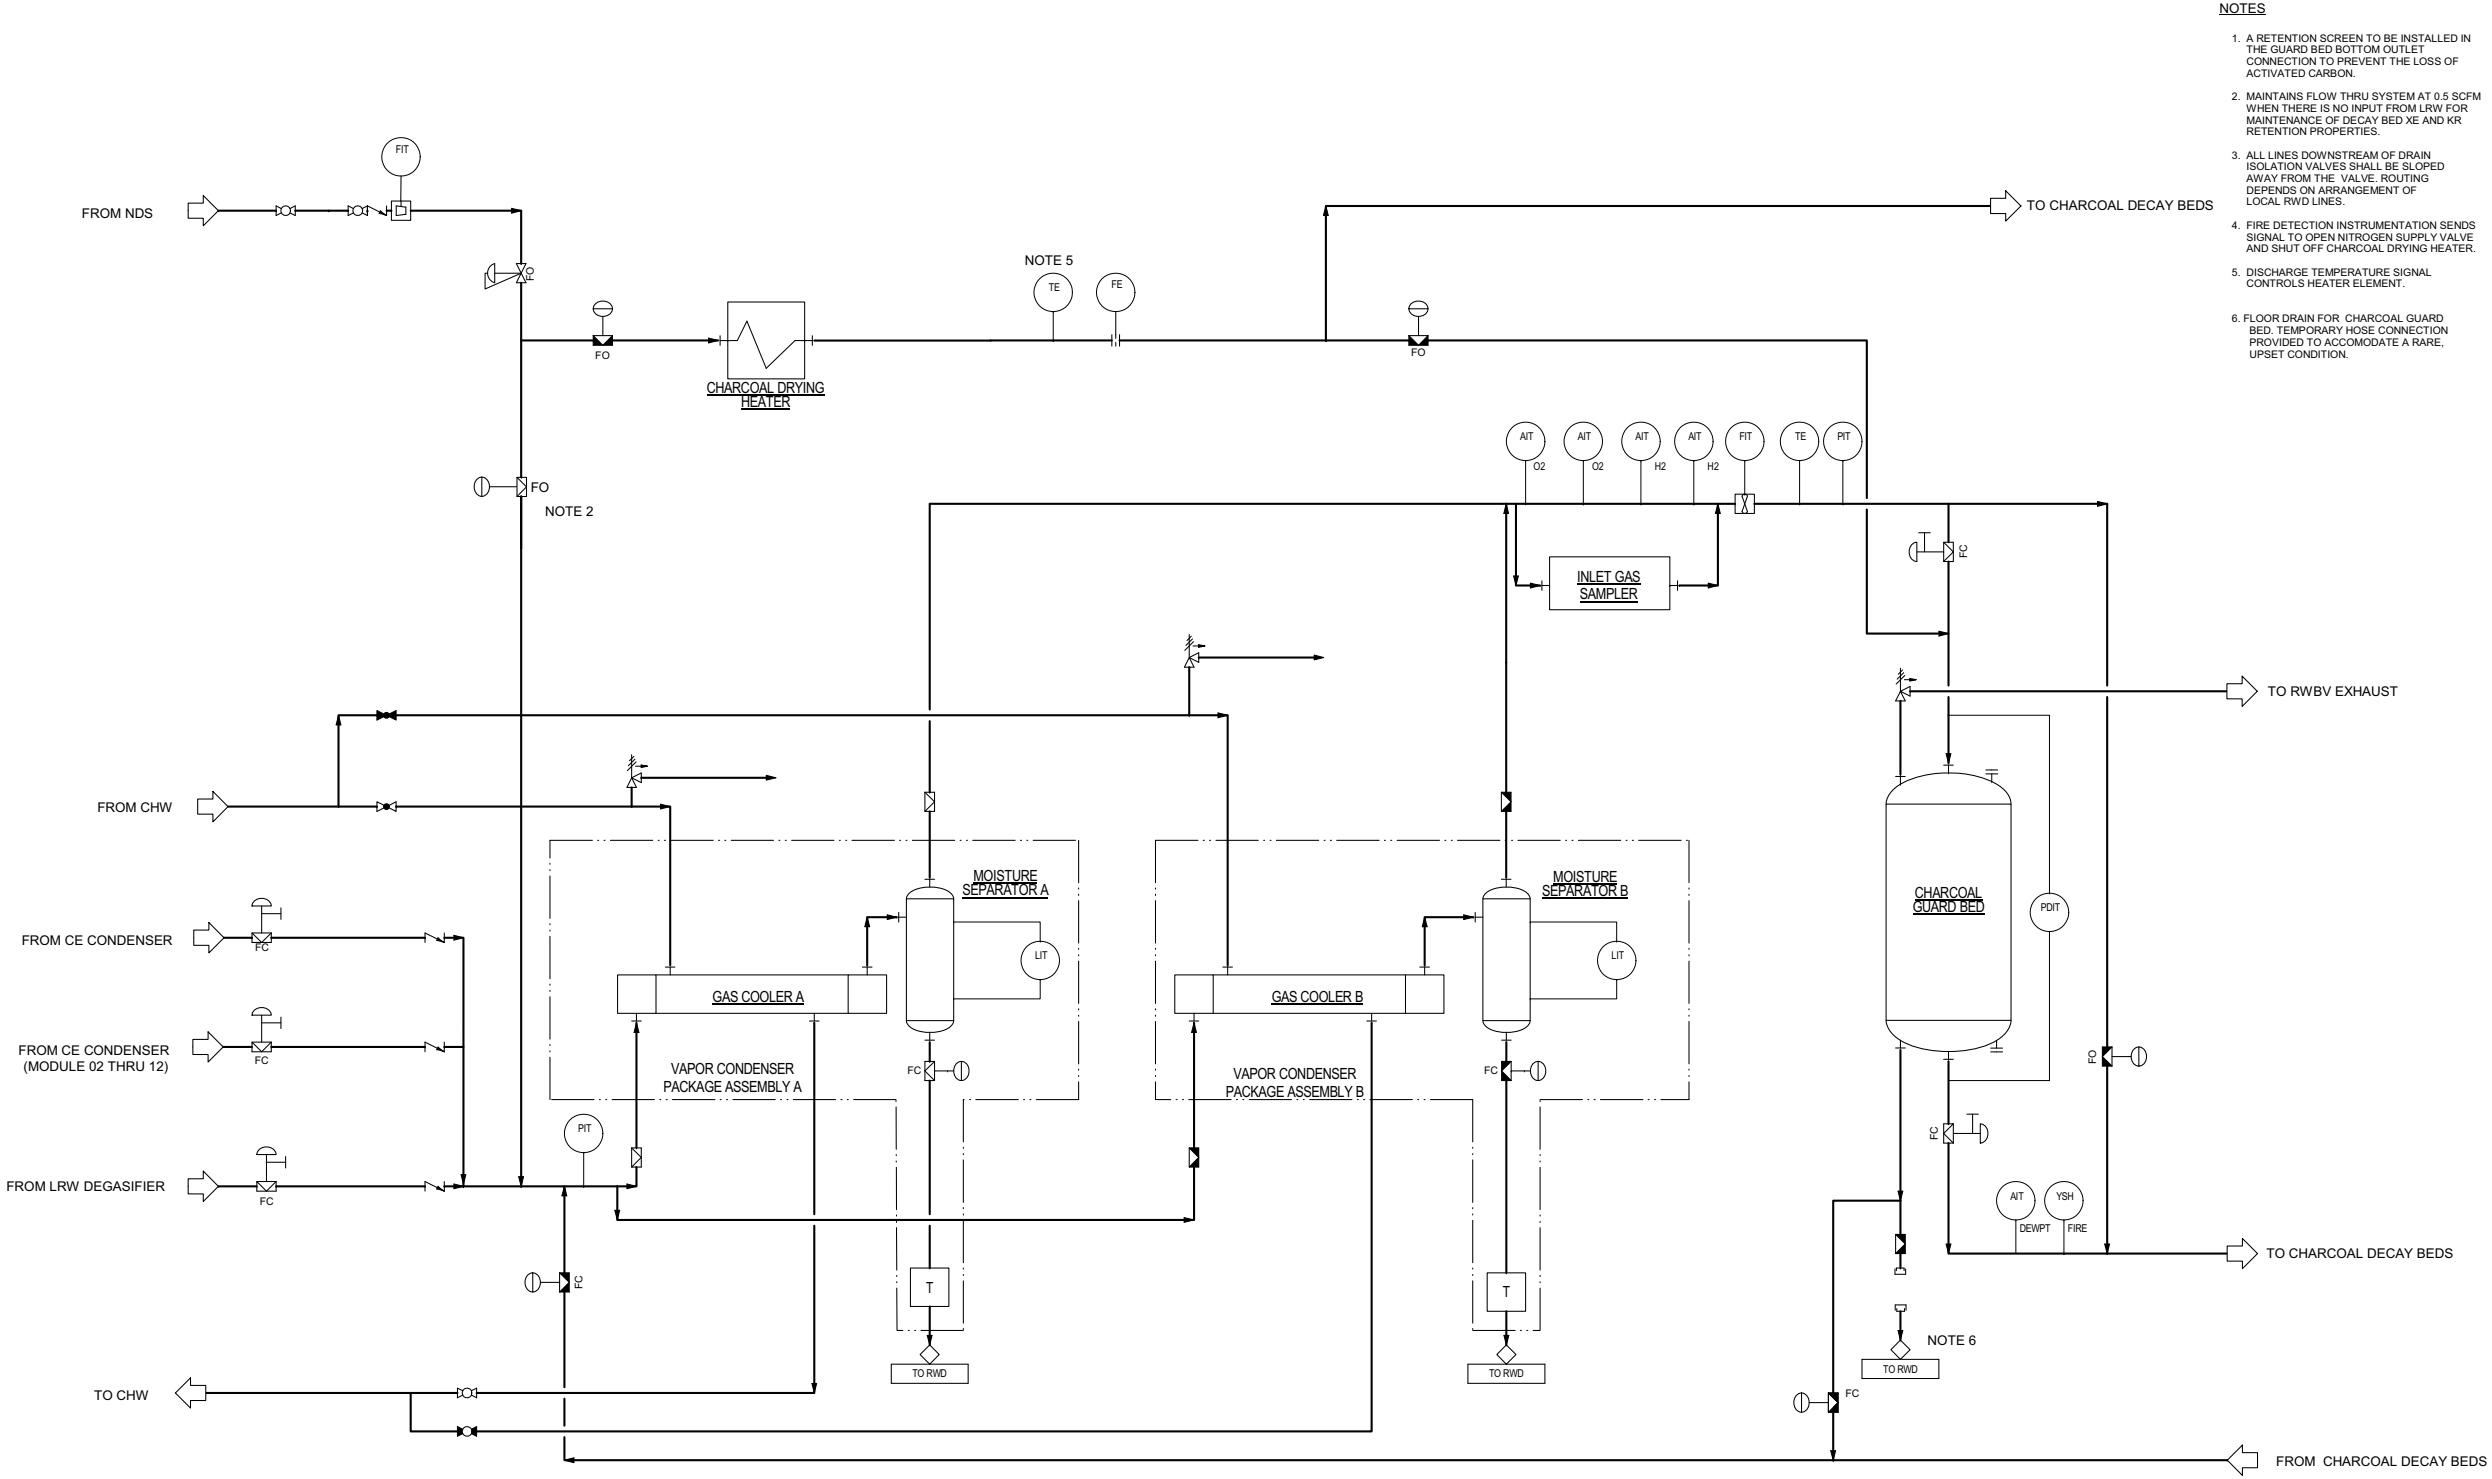 NOTES
1. A RETENTION SCREEN TO BE INSTALLED IN
THE GUARD BED BOTTOM OUTLET
CONNECTION TO PREVENT THE LOSS OF
ACTIVATED CARBON.
2. MAINTAINS FLOW THRU SYSTEM AT 0.5 SCFM
WHEN THERE IS NO INPUT FROM LRW FOR
MAINTENANCE OF DECAY BED XE AND KR
RETENTION PROPERTIES.
3. ALL LINES DOWNSTREAM OF DRAIN
ISOLATION VALVES SHALL BE SLOPED
AWAY FROM THE VALVE. ROUTING
DEPENDS ON ARRANGEMENT OF
LOCAL RWD LINES.
4. FIRE DETECTION INSTRUMENTATION SENDS
SIGNAL TO OPEN NITROGEN SUPPLY VALVE
AND SHUT OFF CHARCOAL DRYING HEATER.
5. DISCHARGE TEMPERATURE SIGNAL
CONTROLS HEATER ELEMENT.
6. FLOOR DRAIN FOR CHARCOAL GUARD
BED. TEMPORARY HOSE CONNECTION
PROVIDED TO ACCOMODATE A RARE,
UPSET CONDITION.
FIT
FROM NDS
TO CHARCOAL DECAY BEDS
FO
NOTE 5
TE
FE
FO
FO
CHARCOAL DRYING
HEATER
AIT
O2
AIT
O2
AIT
H2
AIT
H2
FIT
TE
PIT
FO
NOTE 2
FC
INLET GAS
SAMPLER
TO RWBV EXHAUST
FROM CHW
MOISTURE
SEPARATOR A
MOISTURE
SEPARATOR B
CHARCOAL
GUARD BED
PDIT
FROM CE CONDENSER
FC
LIT
LIT
GAS COOLER A
GAS COOLER B
FROM CE CONDENSER
(MODULE 02 THRU 12)
FC
FO
VAPOR CONDENSER
PACKAGE ASSEMBLY A
FC
VAPOR CONDENSER
PACKAGE ASSEMBLY B
FC
PIT
FC
FROM LRW DEGASIFIER
FC
AIT
DEWPT
YSH
FIRE
TO CHARCOAL DECAY BEDS
FC
T
T
NOTE 6
TO RWD
TO RWD
TO RWD
TO CHW
FC
FROM CHARCOAL DECAY BEDS